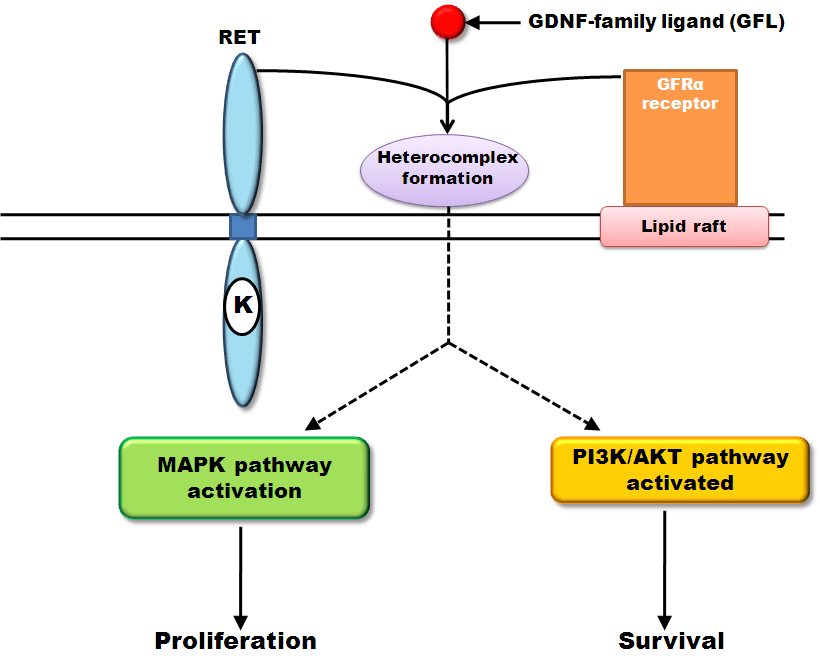 GDNF-family ligand (GFL)
RET
GFRα
receptor
Heterocomplex
formation
Lipid raft
K
MAPK pathway
activation
PI3K/AKT pathway
activated
Proliferation
Survival